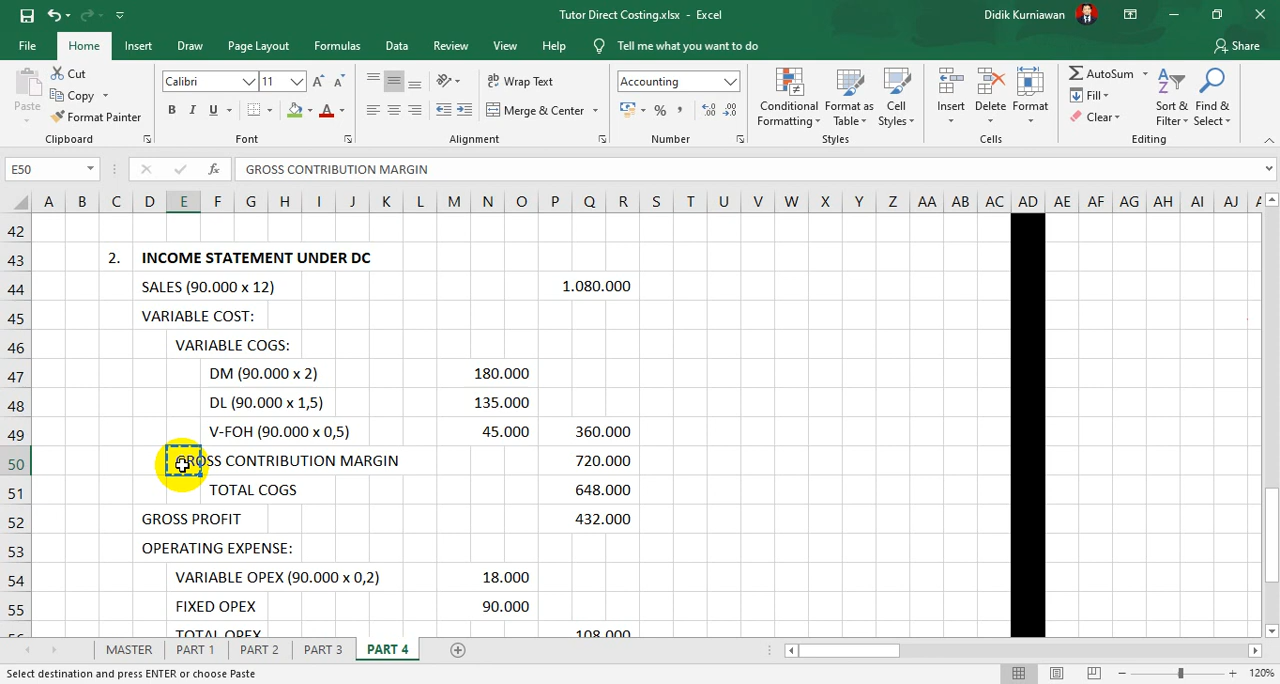 Tutor Direct Costing.xlsx - Excel
Didik Kurniawan
File Home Insert Draw Page Layout Formulas Data Review View Help Tell me what you want to do Share
Paste
Cut
Copy
Format Painter
Clipboard
Calibri 11
B I U
Font
Wrap Text
Merge & Center
Alignment
Accounting
Number
Conditional Formatting
Format as Table
Cell Styles
Styles
Insert
Delete
Format
Cells
AutoSum
Fill
Clear
Sort & Filter
Find & Select
Editing
E50 fx GROSS CONTRIBUTION MARGIN
A B C D E F G H I J K L M N O P Q R S T U V W X Y Z AA AB AC AD AE AF AG AH AI AJ
42
43 2. INCOME STATEMENT UNDER DC
44 SALES (90.000 x 12) 1.080.000
45 VARIABLE COST:
46 VARIABLE COGS:
47 DM (90.000 x 2) 180.000
48 DL (90.000 x 1,5) 135.000
49 V-FOH (90.000 x 0,5) 45.000 360.000
50 GROSS CONTRIBUTION MARGIN 720.000
51 TOTAL COGS 648.000
52 GROSS PROFIT 432.000
53 OPERATING EXPENSE:
54 VARIABLE OPEX (90.000 x 0,2) 18.000
55 FIXED OPEX 90.000
56 TOTAL OPEX 108.000
MASTER PART 1 PART 2 PART 3 PART 4
Select destination and press ENTER or choose Paste
120%